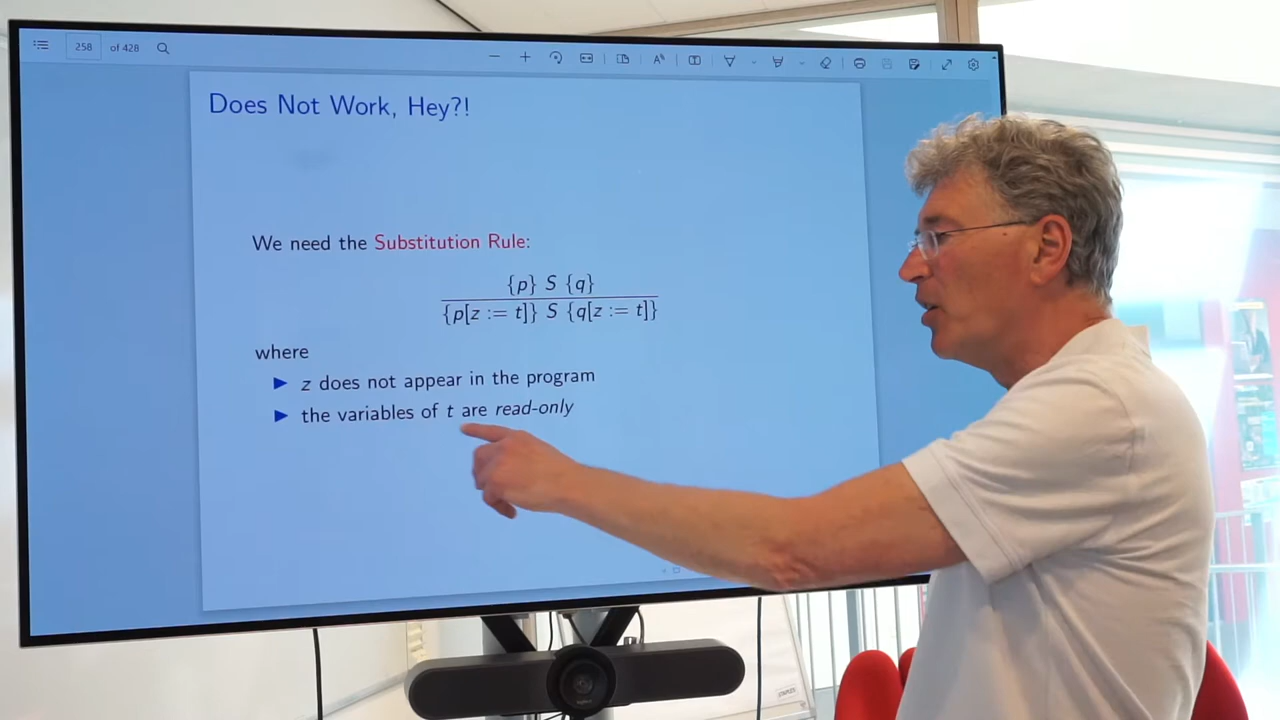 258 of 428
Does Not Work, Hey?!
We need the Substitution Rule:
{p} S {q}
{p[z := t]} S {q[z := t]}
where
▶ z does not appear in the program
▶ the variables of t are read-only